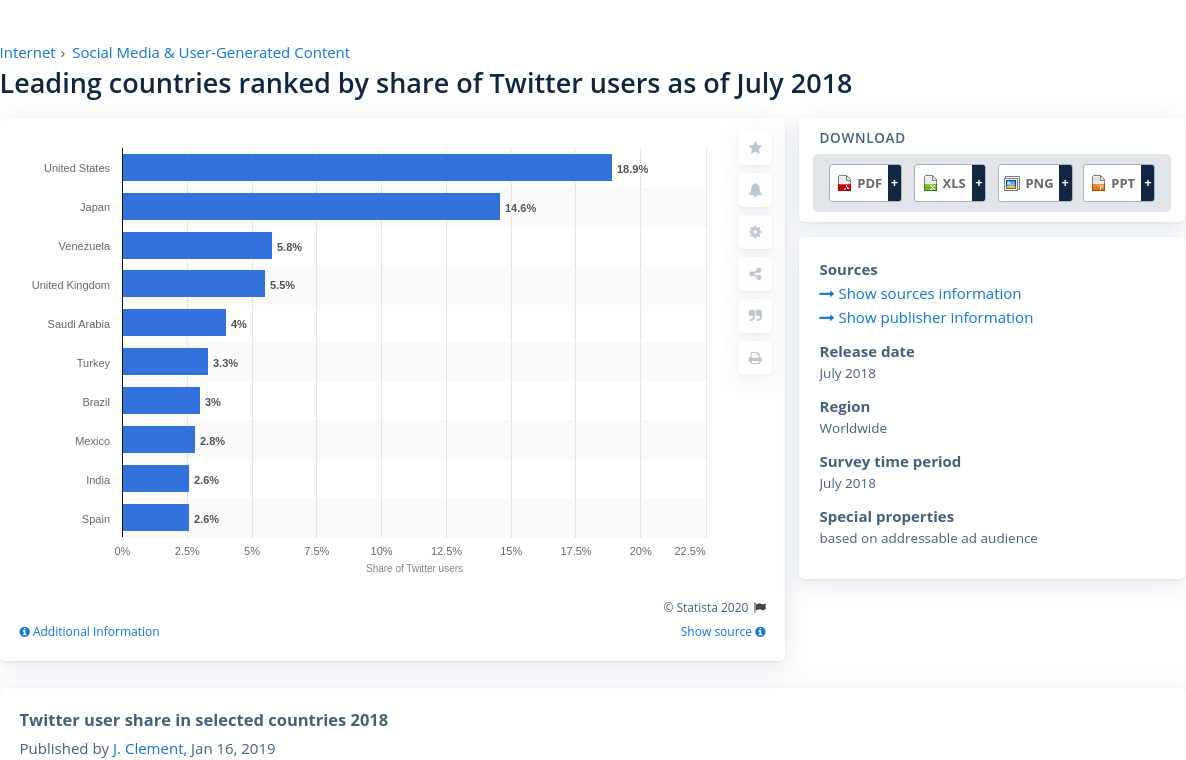 Internet › Social Media & User-Generated Content
Leading countries ranked by share of Twitter users as of July 2018
United States 18.9%
Japan 14.6%
Venezuela 5.8%
United Kingdom 5.5%
Saudi Arabia 4%
Turkey 3.3%
Brazil 3%
Mexico 2.8%
India 2.6%
Spain 2.6%
0% 2.5% 5% 7.5% 10% 12.5% 15% 17.5% 20% 22.5%
Share of Twitter users
© Statista 2020
Additional Information Show source
DOWNLOAD
PDF + XLS + PNG + PPT +
Sources
Show sources information
Show publisher information
Release date
July 2018
Region
Worldwide
Survey time period
July 2018
Special properties
based on addressable ad audience
Twitter user share in selected countries 2018
Published by J. Clement, Jan 16, 2019